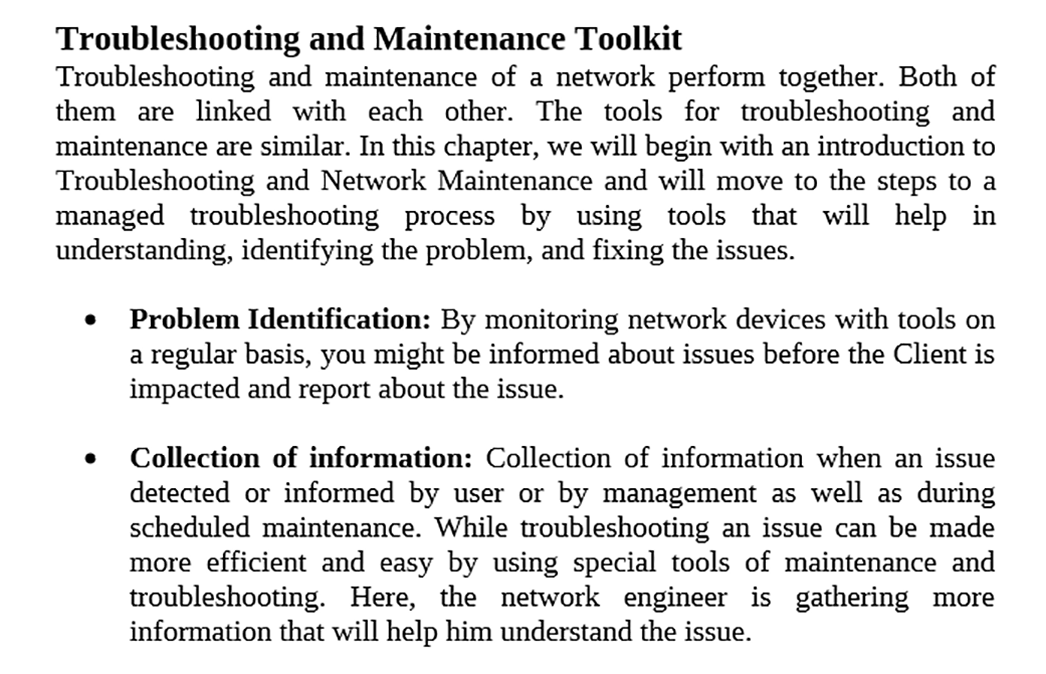 Troubleshooting and Maintenance Toolkit
Troubleshooting and maintenance of a network perform together. Both of
them are linked with each other. The tools for troubleshooting and
maintenance are similar. In this chapter, we will begin with an introduction to
Troubleshooting and Network Maintenance and will move to the steps to a
managed troubleshooting process by using tools that will help in
understanding, identifying the problem, and fixing the issues.
• Problem Identification: By monitoring network devices with tools on
a regular basis, you might be informed about issues before the Client is
impacted and report about the issue.
• Collection of information: Collection of information when an issue
detected or informed by user or by management as well as during
scheduled maintenance. While troubleshooting an issue can be made
more efficient and easy by using special tools of maintenance and
troubleshooting. Here, the network engineer is gathering more
information that will help him understand the issue.